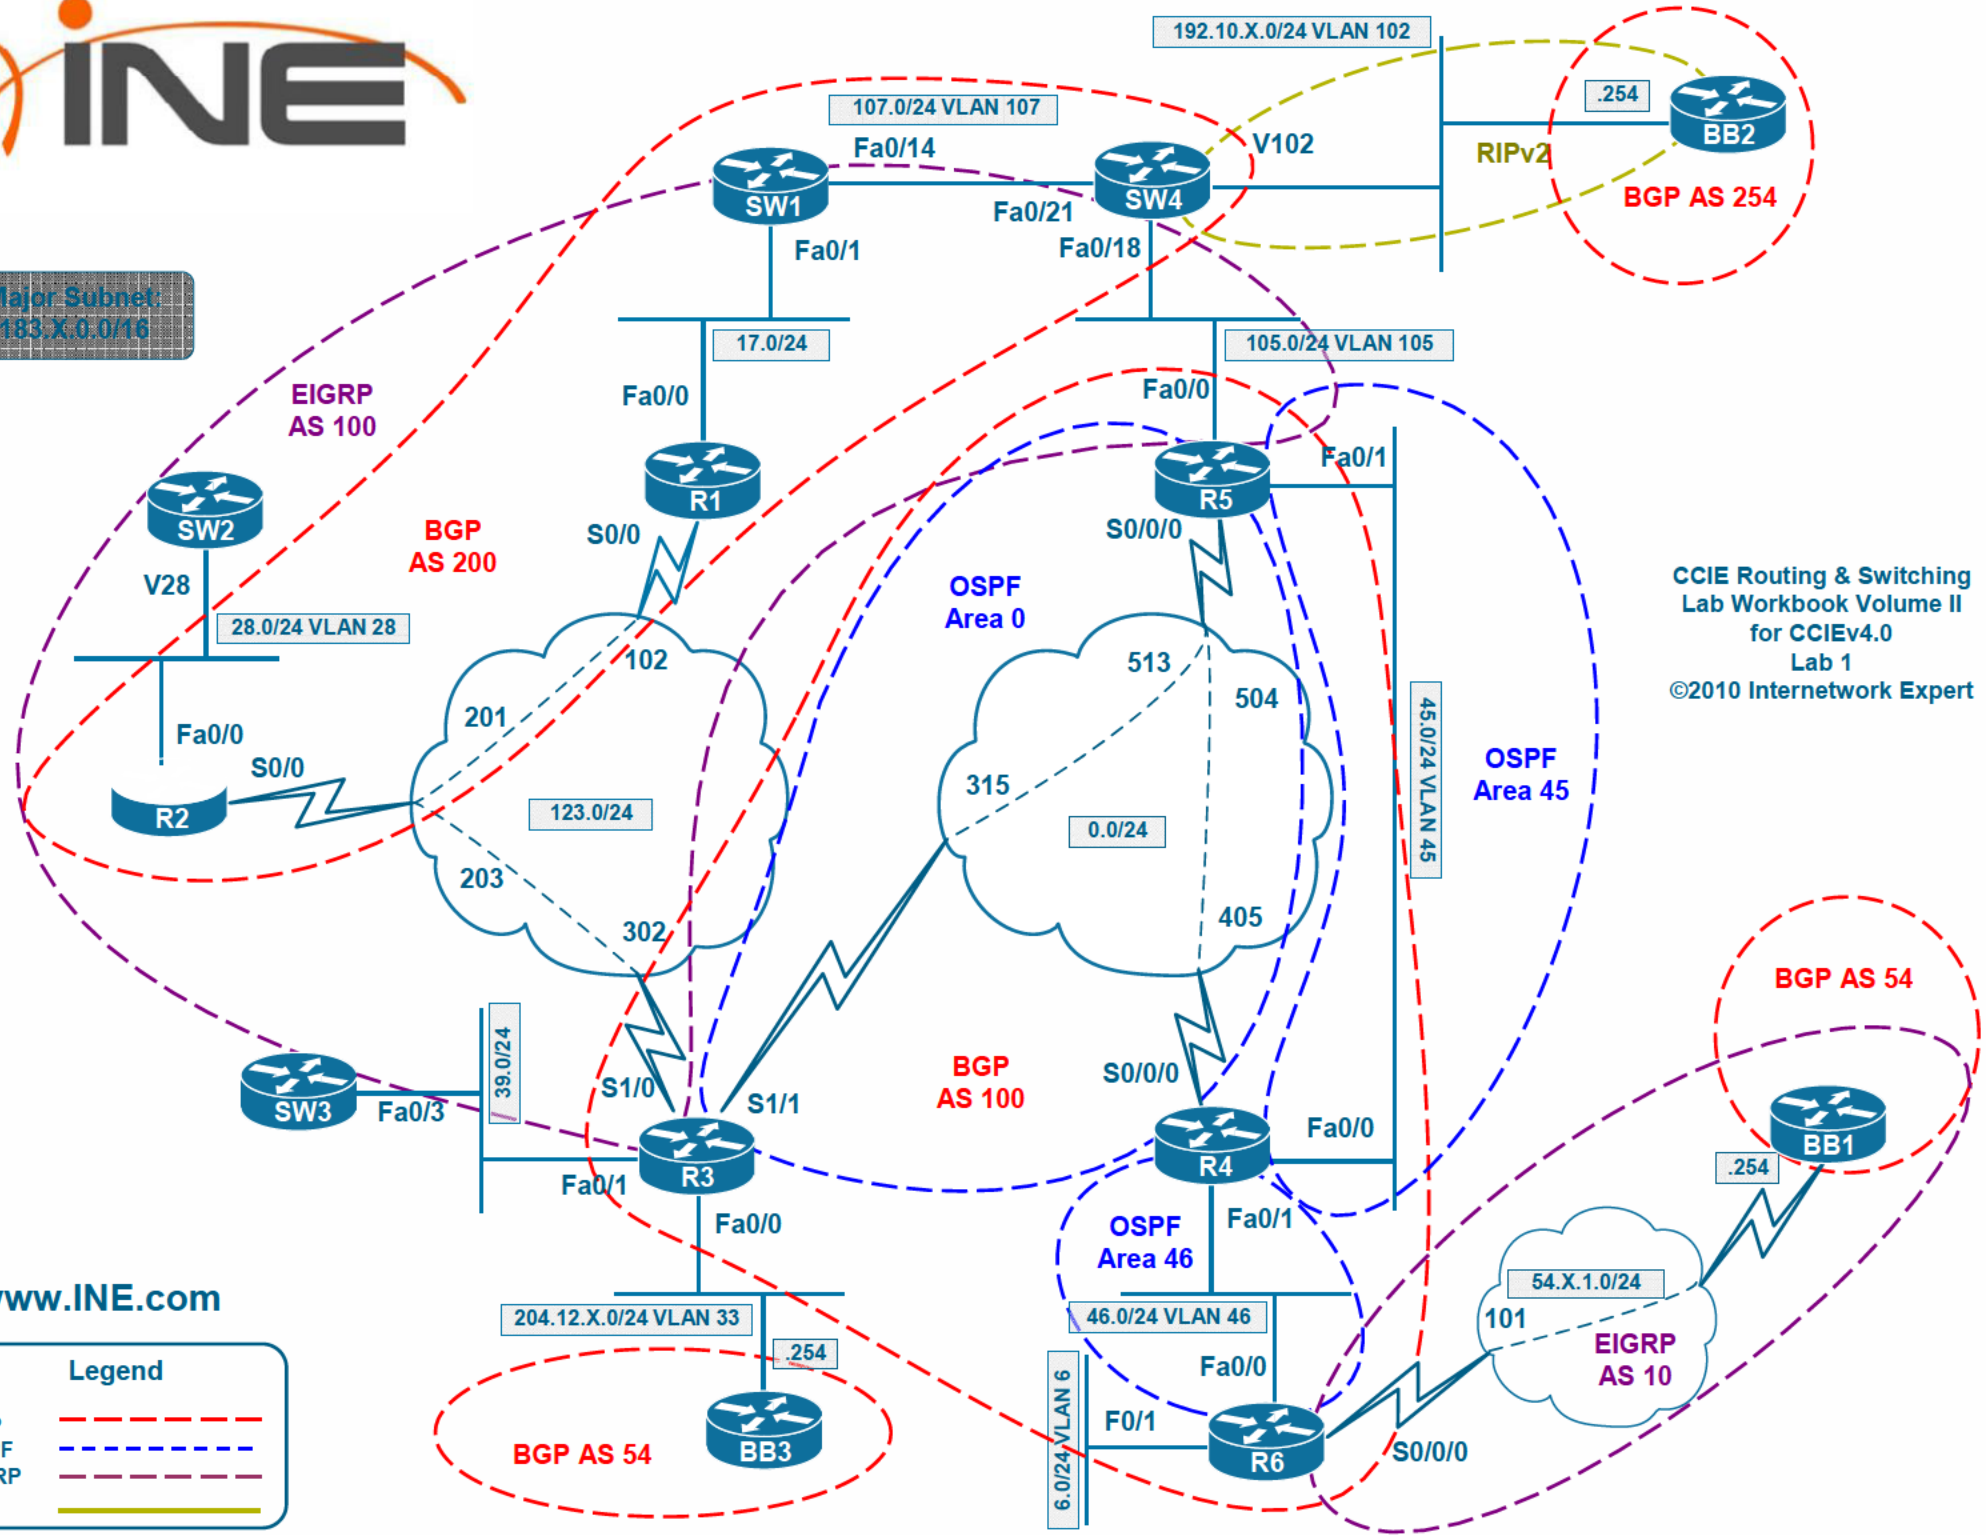 INE
192.10.X.0/24 VLAN 102
.254
BB2
RIPv2
BGP AS 254
107.0/24 VLAN 107
Fa0/14
V102
SW1
SW4
Fa0/21
Fa0/1
Fa0/18
Major Subnet:
183.X.0.0/16
17.0/24
105.0/24 VLAN 105
EIGRP
AS 100
Fa0/0
Fa0/0
Fa0/1
R1
R5
SW2
BGP
AS 200
S0/0
S0/0/0
V28
OSPF
Area 0
CCIE Routing & Switching
Lab Workbook Volume II
for CCIEv4.0
Lab 1
©2010 Internetwork Expert
28.0/24 VLAN 28
102
513
504
201
45.0/24 VLAN 45
Fa0/0
S0/0
315
OSPF
Area 45
R2
123.0/24
0.0/24
203
302
405
BGP AS 54
39.0/24
BGP
AS 100
S0/0/0
S1/0
S1/1
SW3
Fa0/3
Fa0/0
BB1
.254
R3
R4
Fa0/1
Fa0/0
Fa0/1
OSPF
Area 46
www.INE.com
54.X.1.0/24
204.12.X.0/24 VLAN 33
46.0/24 VLAN 46
101
EIGRP
AS 10
.254
Legend
Fa0/0
6.0/24 VLAN 6
F0/1
BGP AS 54
BB3
R6
S0/0/0
F
RP